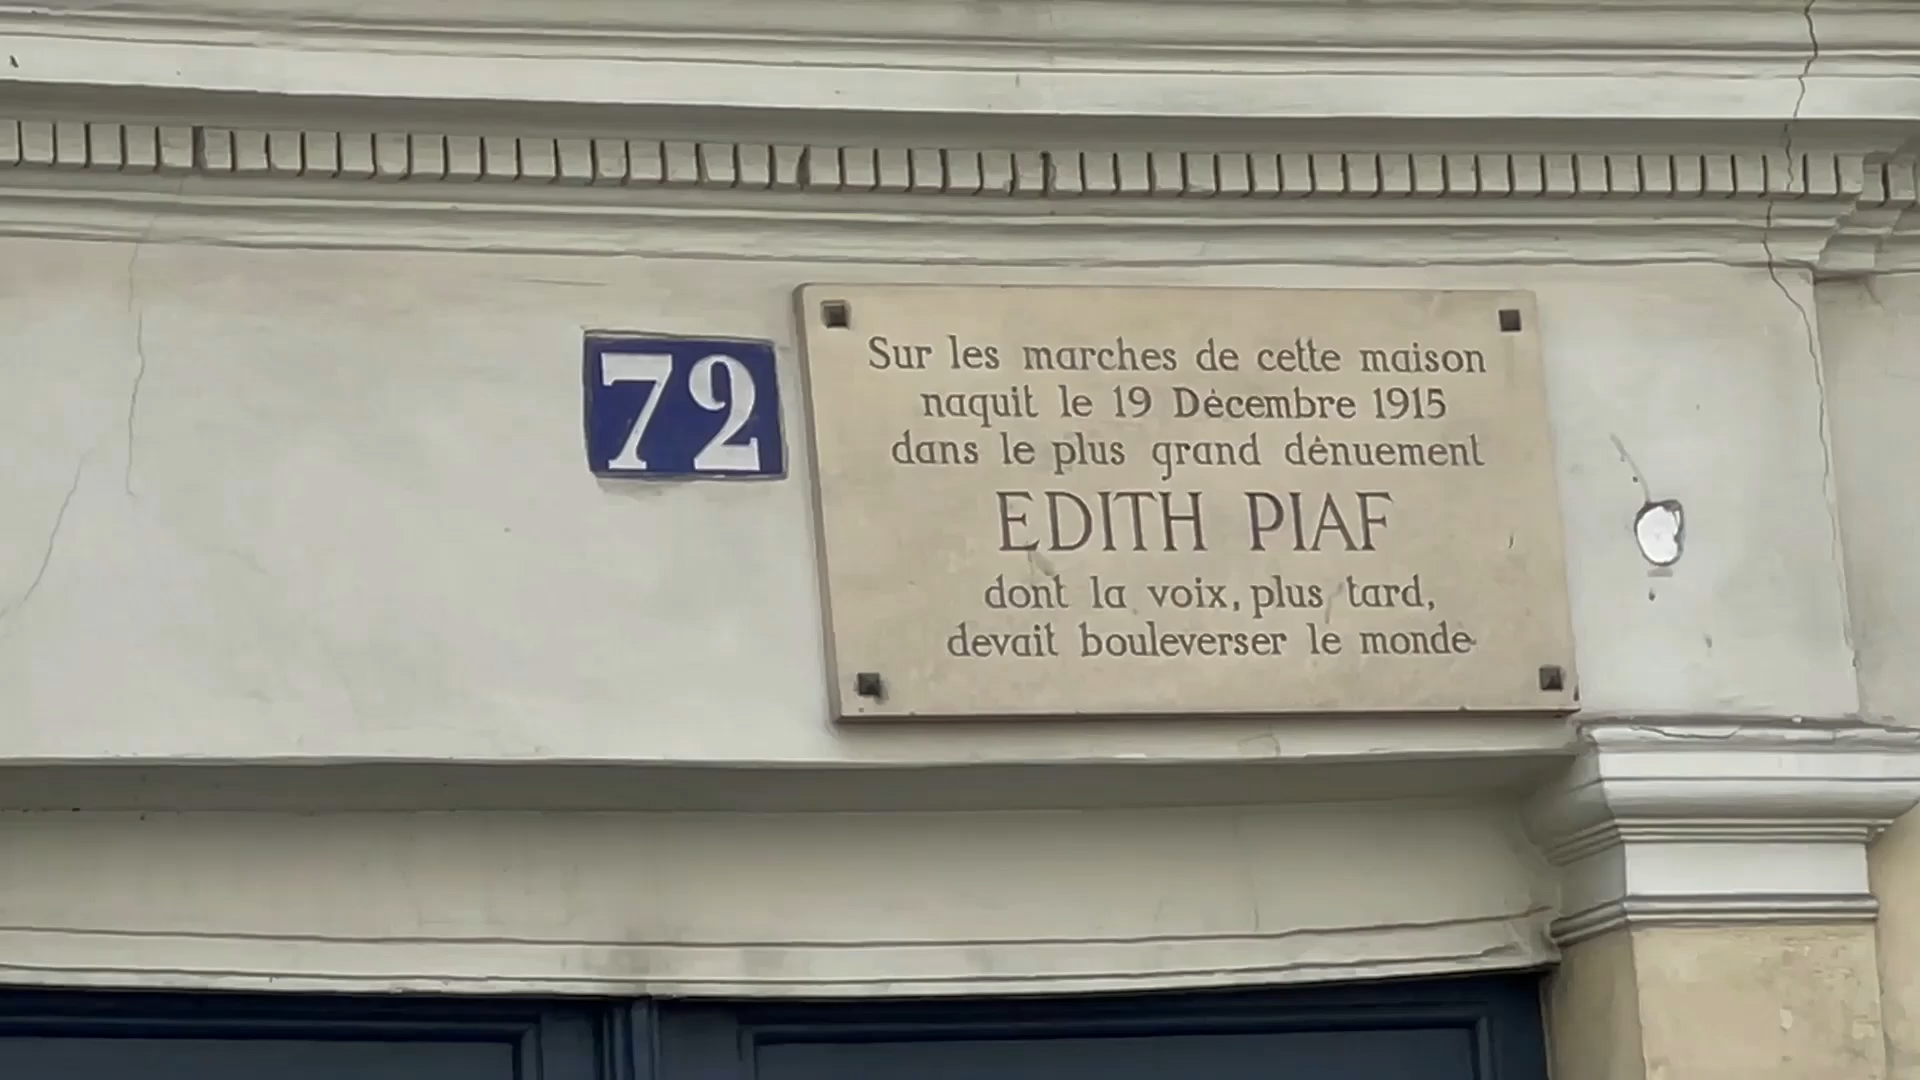 72
Sur les marches de cette maison
naquit le 19 Décembre 1915
dans le plus grand dénuement
EDITH PIAF
dont la voix, plus tard,
devait bouleverser le monde